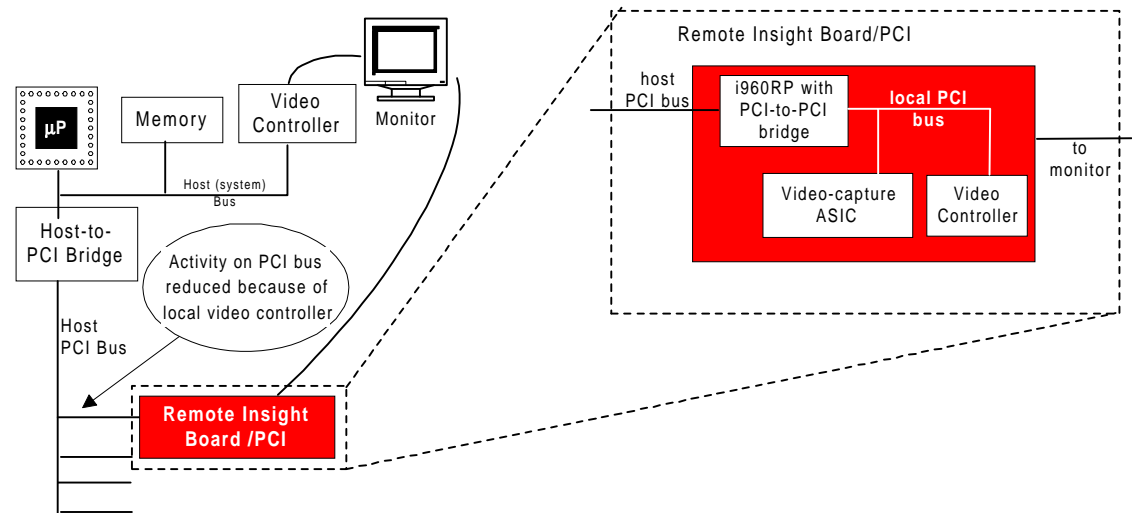 Remote Insight Board/PCI
host
PCI bus
i960RP with
PCI-to-PCI
bridge
local PCI
bus
to
monitor
Video-capture
ASIC
Video
Controller
µP
Memory
Video
Controller
Monitor
Host (system)
Bus
Host-to-
PCI Bridge
Activity on PCI bus
reduced because of
local video controller
Host
PCI Bus
Remote Insight
Board /PCI